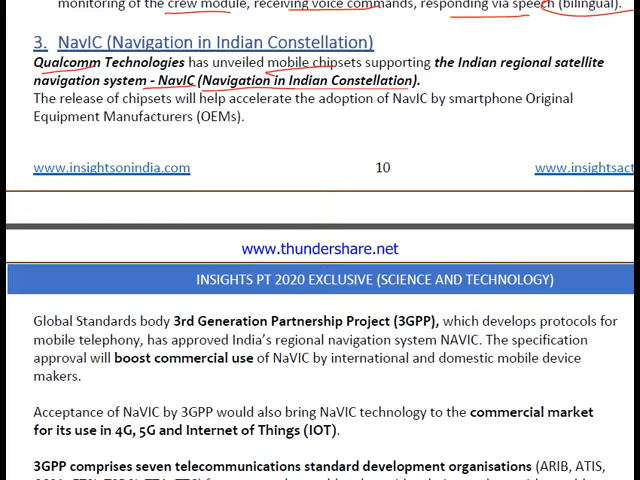 monitoring of the crew module, receiving voice commands, responding via speech (bilingual).
3. NavIC (Navigation in Indian Constellation)
Qualcomm Technologies has unveiled mobile chipsets supporting the Indian regional satellite
navigation system - NavIC (Navigation in Indian Constellation).
The release of chipsets will help accelerate the adoption of NavIC by smartphone Original
Equipment Manufacturers (OEMs).
www.insightsonindia.com 10 www.insightsact
www.thundershare.net
INSIGHTS PT 2020 EXCLUSIVE (SCIENCE AND TECHNOLOGY)
Global Standards body 3rd Generation Partnership Project (3GPP), which develops protocols for
mobile telephony, has approved India's regional navigation system NAVIC. The specification
approval will boost commercial use of NaVIC by international and domestic mobile device
makers.
Acceptance of NaVIC by 3GPP would also bring NaVIC technology to the commercial market
for its use in 4G, 5G and Internet of Things (IOT).
3GPP comprises seven telecommunications standard development organisations (ARIB, ATIS,